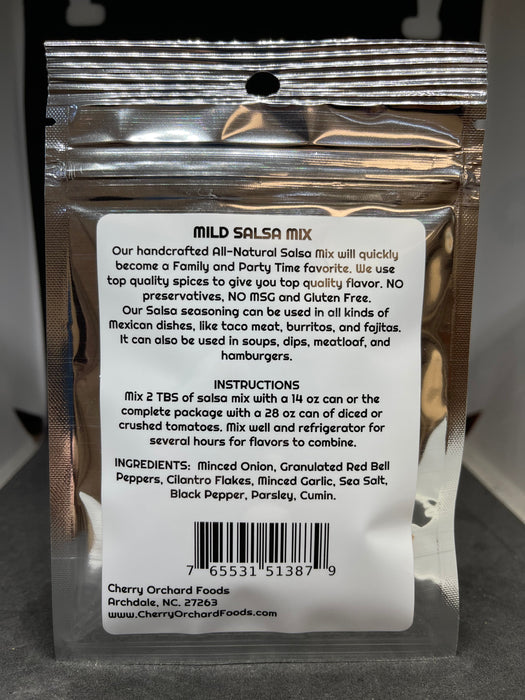 MILD SALSA MIX
Our handcrafted All-Natural Salsa Mix will quickly
become a Family and Party Time favorite. We use
top quality spices to give you top quality flavor. NO
preservatives, NO MSG and Gluten Free.
Our Salsa seasoning can be used in all kinds of
Mexican dishes, like taco meat, burritos, and fajitas.
It can also be used in soups, dips, meatloaf, and
hamburgers.
INSTRUCTIONS
Mix 2 TBS of salsa mix with a 14 oz can or the
complete package with a 28 oz can of diced or
crushed tomatoes. Mix well and refrigerator for
several hours for flavors to combine.
INGREDIENTS: Minced Onion, Granulated Red Bell
Peppers, Cilantro Flakes, Minced Garlic, Sea Salt,
Black Pepper, Parsley, Cumin.
7 65531 51387 9
Cherry Orchard Foods
Archdale, NC. 27263
www.CherryOrchardFoods.com